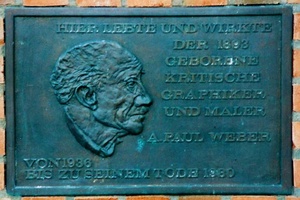 HIER LEBTE UND WIRKTE
DER 1893
GEBORENE
KRITISCHE
GRAPHIKER
UND MALER
A. PAUL WEBER
VON 1936
BIS ZU SEINEM TODE 1980